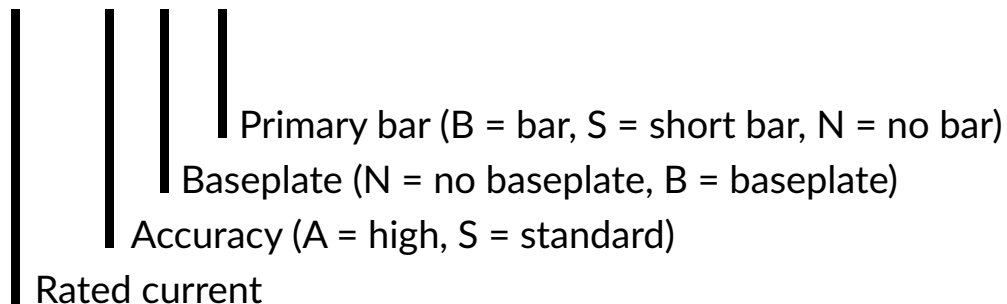 Primary bar (B = bar, S = short bar, N = no bar)
Baseplate (N = no baseplate, B = baseplate)
Accuracy (A = high, S = standard)
Rated current